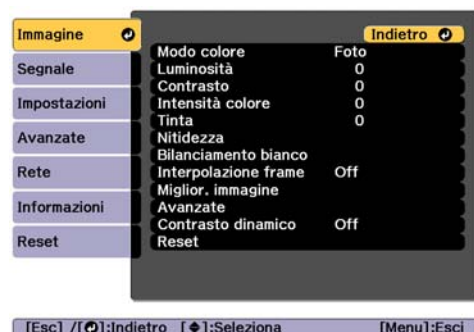 Immagine
Segnale
Impostazioni
Avanzate
Rete
Informazioni
Reset
Indietro
Modo colore Foto
Luminosità 0
Contrasto 0
Intensità colore 0
Tinta 0
Nitidezza
Bilanciamento bianco
Interpolazione frame Off
Miglior. immagine
Avanzate
Contrasto dinamico Off
Reset
[Esc] /[⏎]:Indietro [◆]:Seleziona [Menu]:Esci